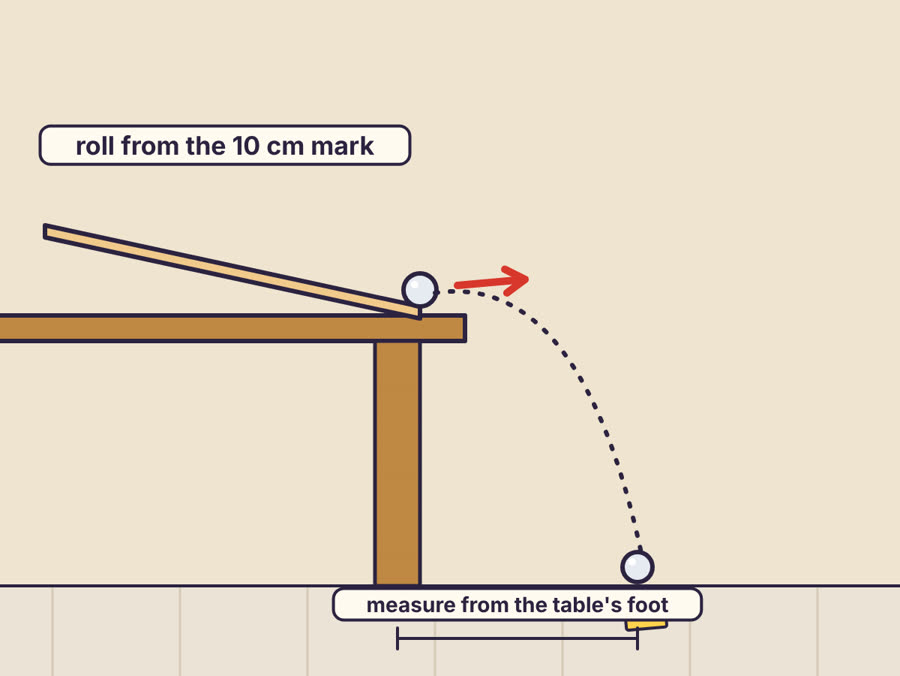 roll from the 10 cm mark
measure from the table's foot